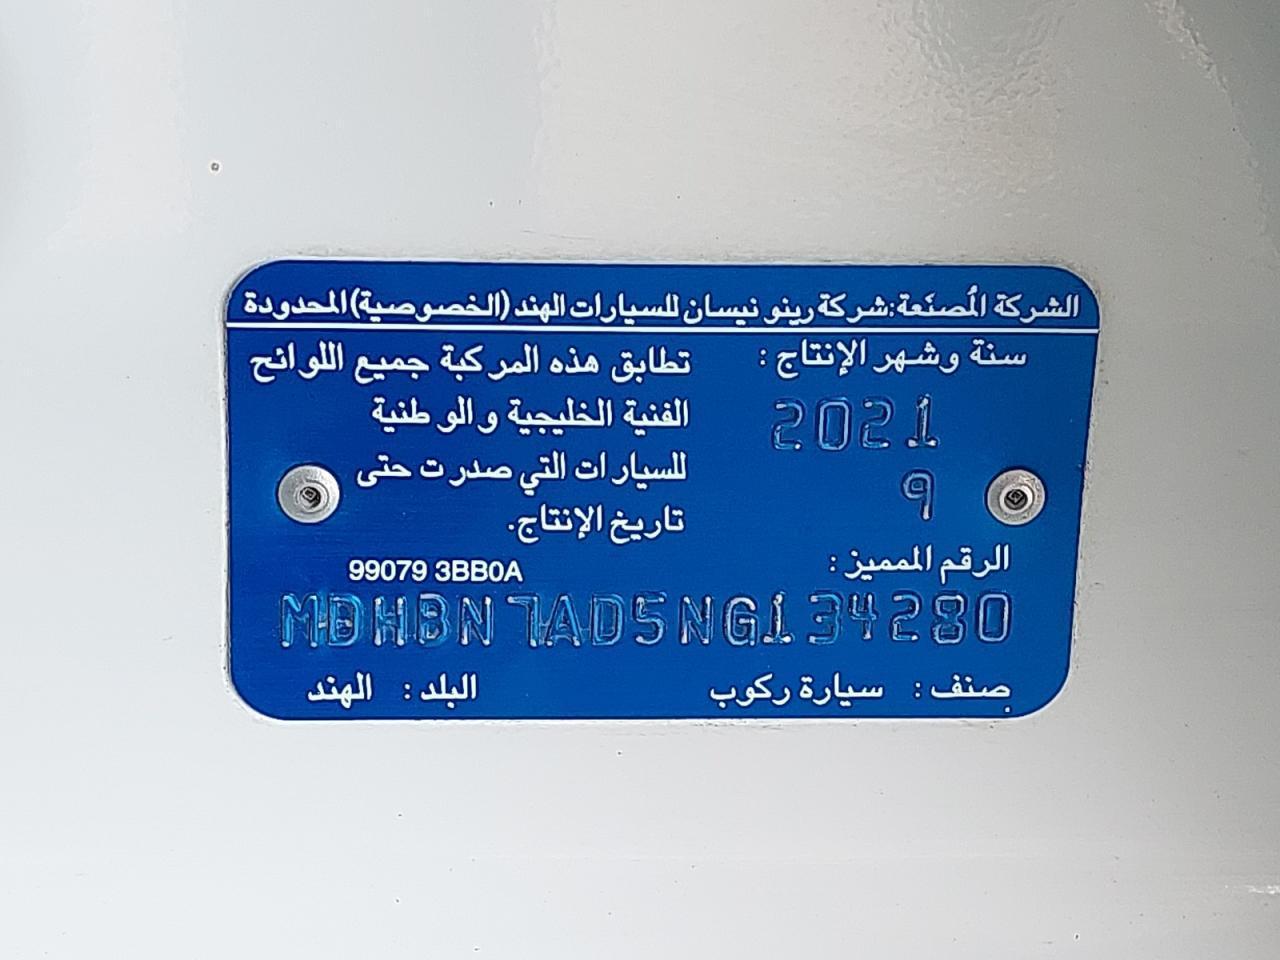 الشركة المُصنَعة:شركة رينو نيسان للسيارات الهند (الخصوصية) المحدودة
سنة وشهر الإنتاج :
2021
9
تطابق هذه المركبة جميع اللوائح
الفنية الخليجية والوطنية
للسيارات التي صدرت حتى
تاريخ الإنتاج.
الرقم المميز :
99079 3BB0A
MDHBN7AD5NG134280
صنف : سيارة ركوب
البلد : الهند